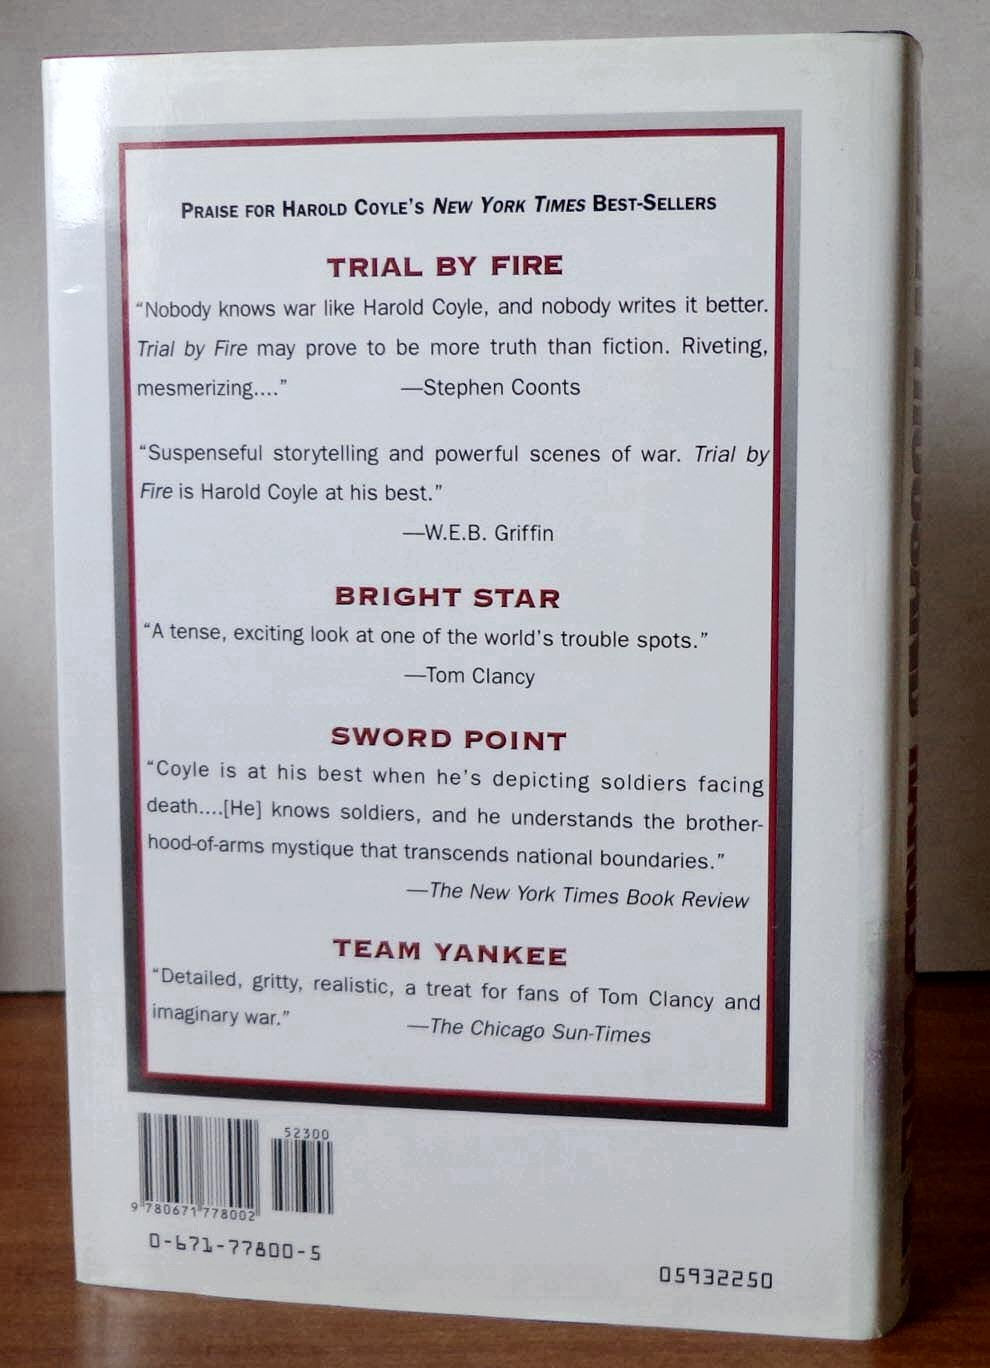 PRAISE FOR HAROLD COYLE'S NEW YORK TIMES BEST-SELLERS
TRIAL BY FIRE
“Nobody knows war like Harold Coyle, and nobody writes it better.
Trial by Fire may prove to be more truth than fiction. Riveting,
mesmerizing....” —Stephen Coonts
“Suspenseful storytelling and powerful scenes of war. Trial by
Fire is Harold Coyle at his best.”
—W.E.B. Griffin
BRIGHT STAR
“A tense, exciting look at one of the world's trouble spots.”
—Tom Clancy
SWORD POINT
“Coyle is at his best when he's depicting soldiers facing
death....[He] knows soldiers, and he understands the brother-
hood-of-arms mystique that transcends national boundaries.”
—The New York Times Book Review
TEAM YANKEE
“Detailed, gritty, realistic, a treat for fans of Tom Clancy and
imaginary war.” —The Chicago Sun-Times
52300
9 780671 778002
0-671-77800-5
05932250